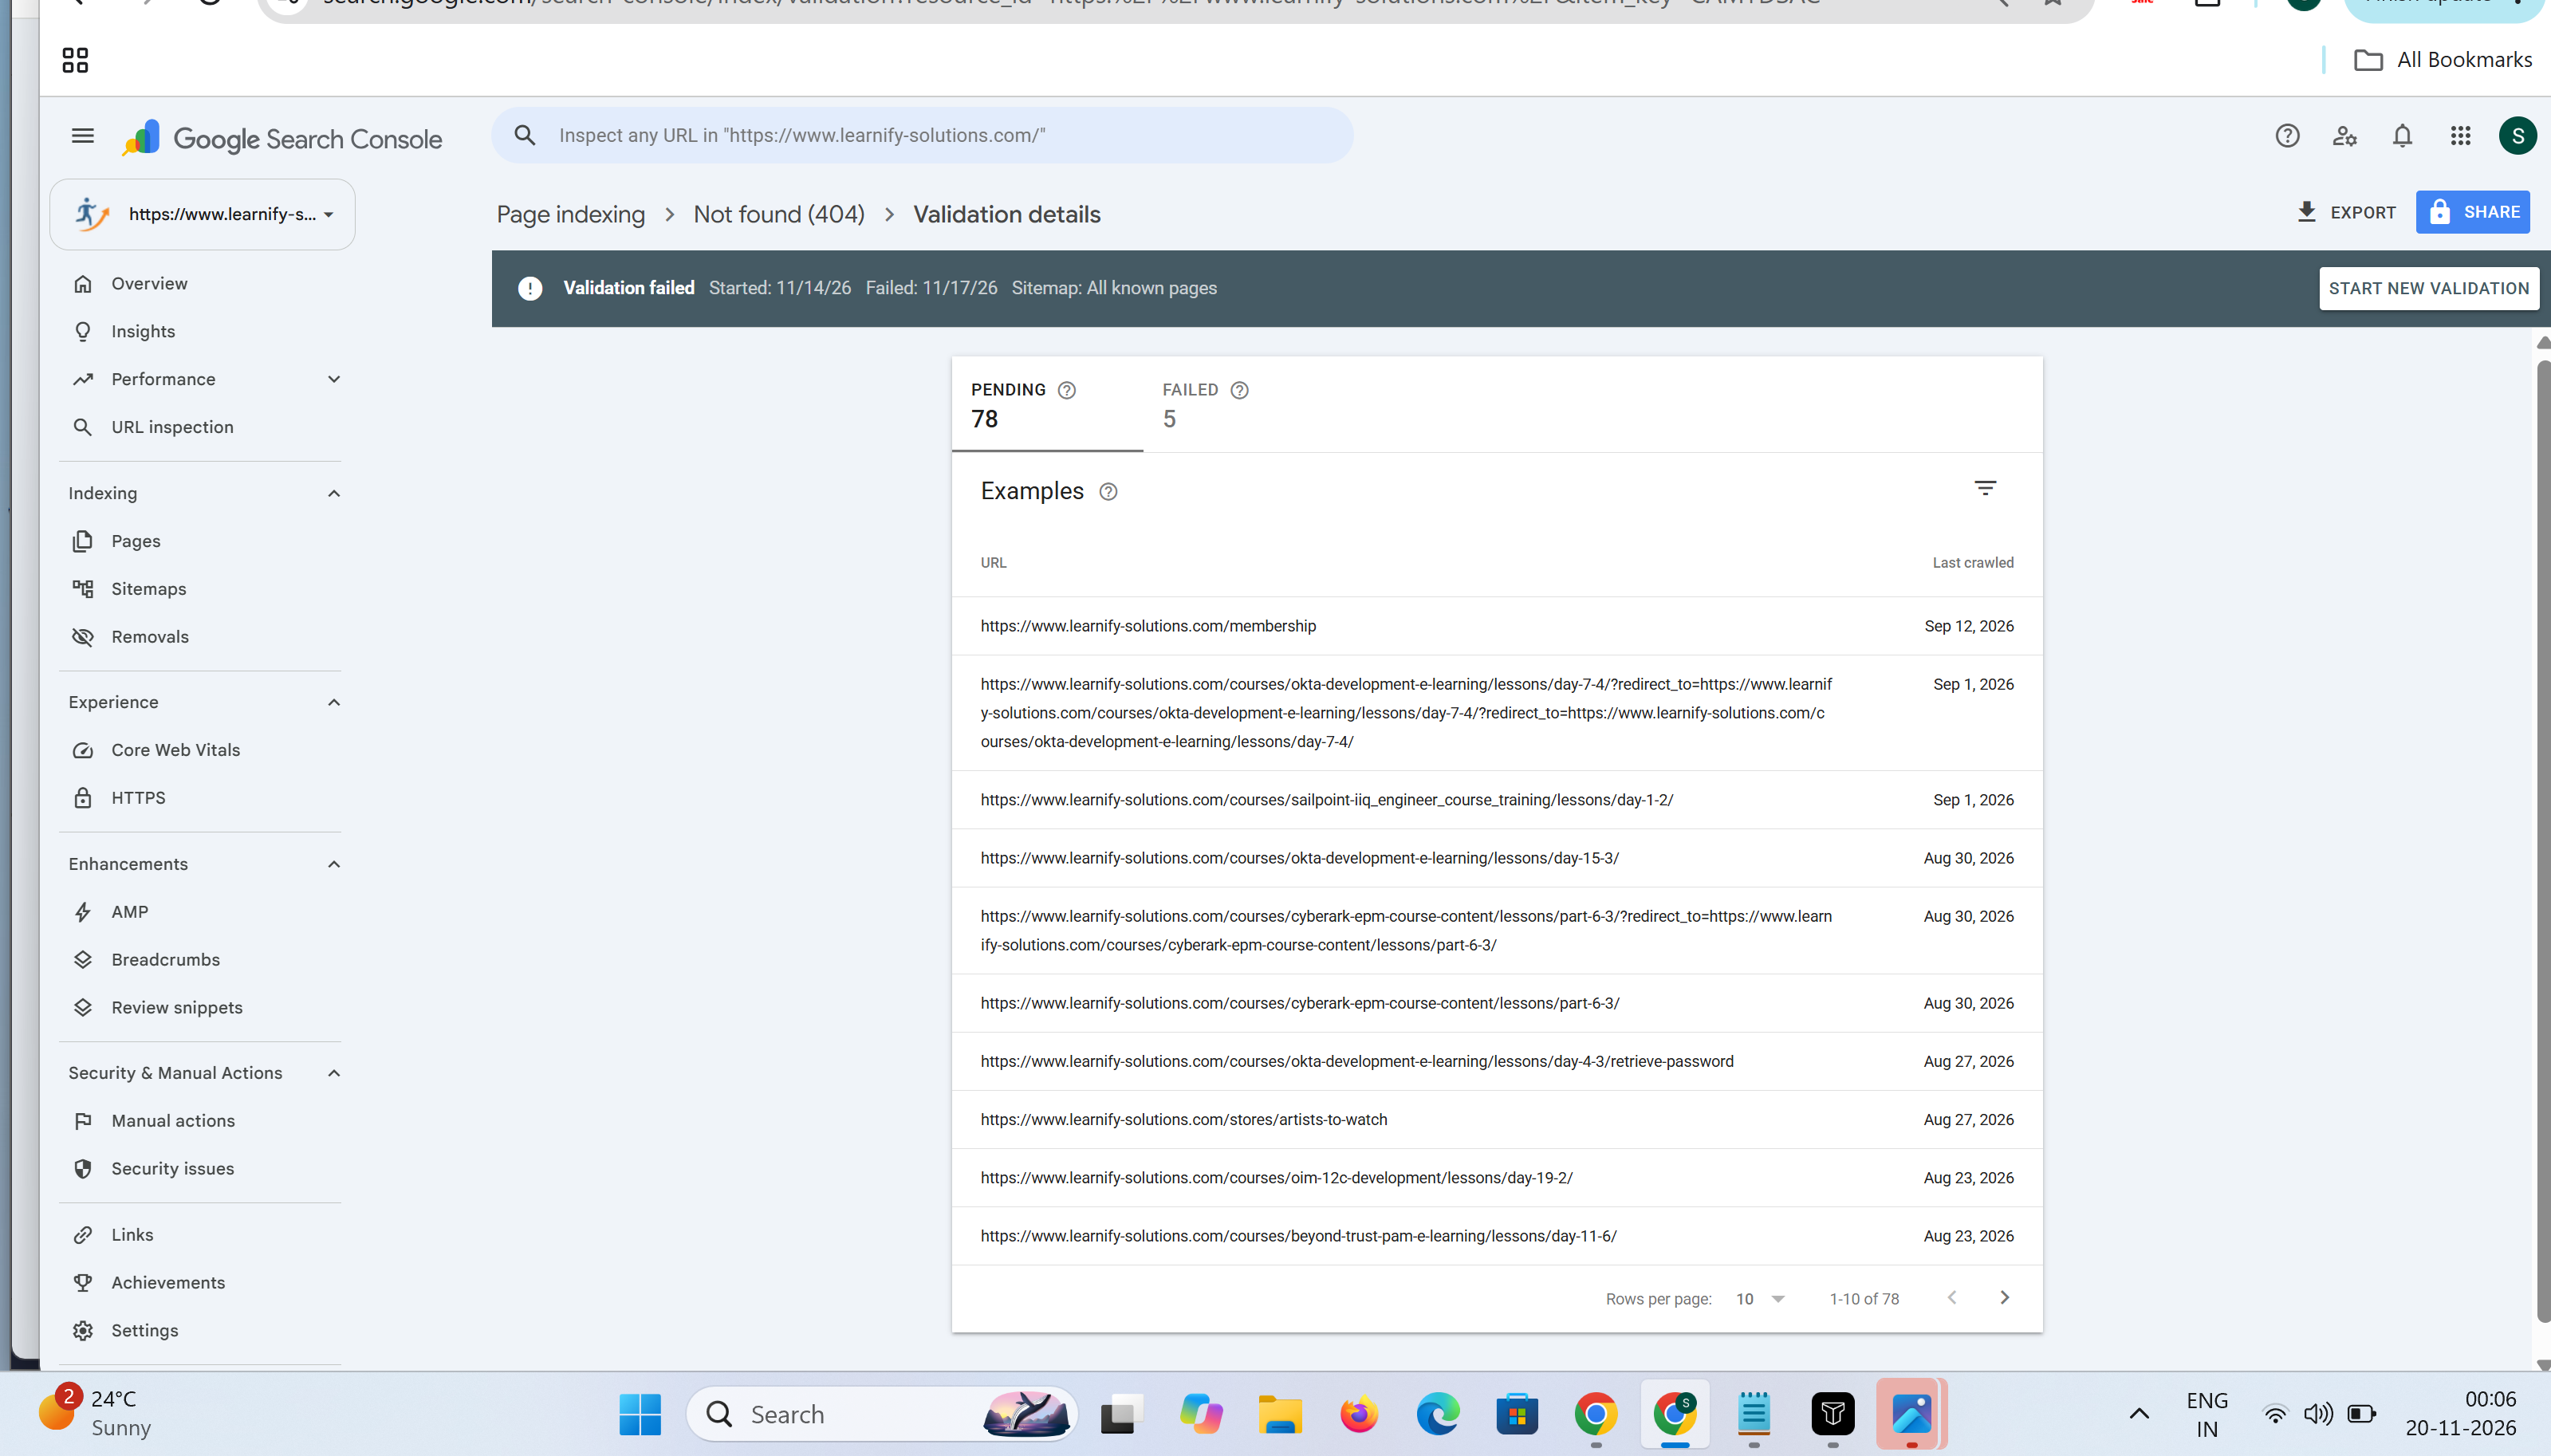 All Bookmarks
Google Search Console
Inspect any URL in "https://www.learnify-solutions.com/"
S
https://www.learnify-s...
Page indexing > Not found (404) > Validation details
EXPORT
SHARE
Validation failed Started: 11/14/26 Failed: 11/17/26 Sitemap: All known pages
START NEW VALIDATION
Overview
Insights
Performance
URL inspection
Indexing
Pages
Sitemaps
Removals
Experience
Core Web Vitals
HTTPS
Enhancements
AMP
Breadcrumbs
Review snippets
Security & Manual Actions
Manual actions
Security issues
Links
Achievements
Settings
PENDING
78
FAILED
5
Examples
URL Last crawled
https://www.learnify-solutions.com/membership Sep 12, 2026
https://www.learnify-solutions.com/courses/okta-development-e-learning/lessons/day-7-4/?redirect_to=https://www.learnif Sep 1, 2026
y-solutions.com/courses/okta-development-e-learning/lessons/day-7-4/?redirect_to=https://www.learnify-solutions.com/c
ourses/okta-development-e-learning/lessons/day-7-4/
https://www.learnify-solutions.com/courses/sailpoint-iiq_engineer_course_training/lessons/day-1-2/ Sep 1, 2026
https://www.learnify-solutions.com/courses/okta-development-e-learning/lessons/day-15-3/ Aug 30, 2026
https://www.learnify-solutions.com/courses/cyberark-epm-course-content/lessons/part-6-3/?redirect_to=https://www.learn Aug 30, 2026
ify-solutions.com/courses/cyberark-epm-course-content/lessons/part-6-3/
https://www.learnify-solutions.com/courses/cyberark-epm-course-content/lessons/part-6-3/ Aug 30, 2026
https://www.learnify-solutions.com/courses/okta-development-e-learning/lessons/day-4-3/retrieve-password Aug 27, 2026
https://www.learnify-solutions.com/stores/artists-to-watch Aug 27, 2026
https://www.learnify-solutions.com/courses/oim-12c-development/lessons/day-19-2/ Aug 23, 2026
https://www.learnify-solutions.com/courses/beyond-trust-pam-e-learning/lessons/day-11-6/ Aug 23, 2026
Rows per page: 10 1-10 of 78
2
24°C
Sunny
Search
S
ENG
IN
00:06
20-11-2026